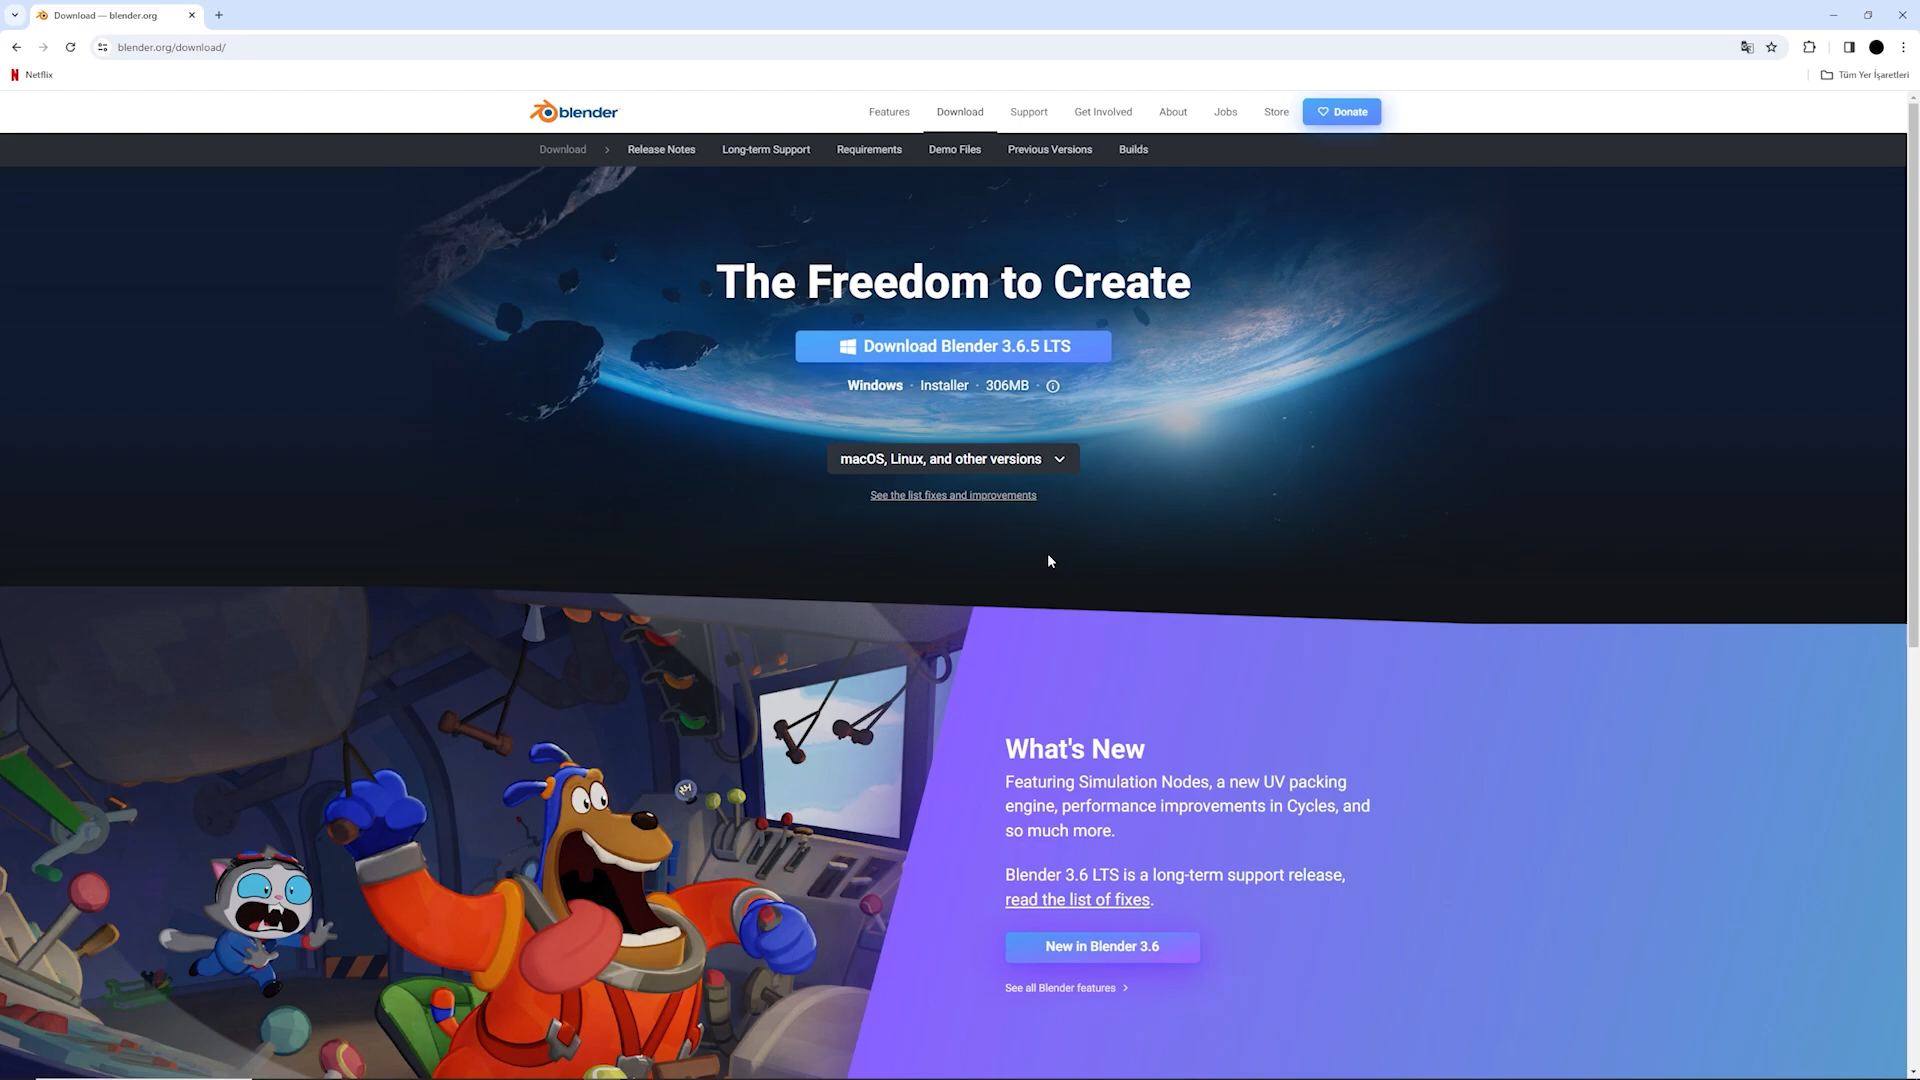 Download — blender.org
blender.org/download/
Netflix
Tüm Yer İşaretleri
blender
Features
Download
Support
Get Involved
About
Jobs
Store
Donate
Download
Release Notes
Long-term Support
Requirements
Demo Files
Previous Versions
Builds
The Freedom to Create
Download Blender 3.6.5 LTS
Windows · Installer · 306MB ·
macOS, Linux, and other versions
See the list fixes and improvements
What's New
Featuring Simulation Nodes, a new UV packing
engine, performance improvements in Cycles, and
so much more.
Blender 3.6 LTS is a long-term support release,
read the list of fixes.
New in Blender 3.6
See all Blender features